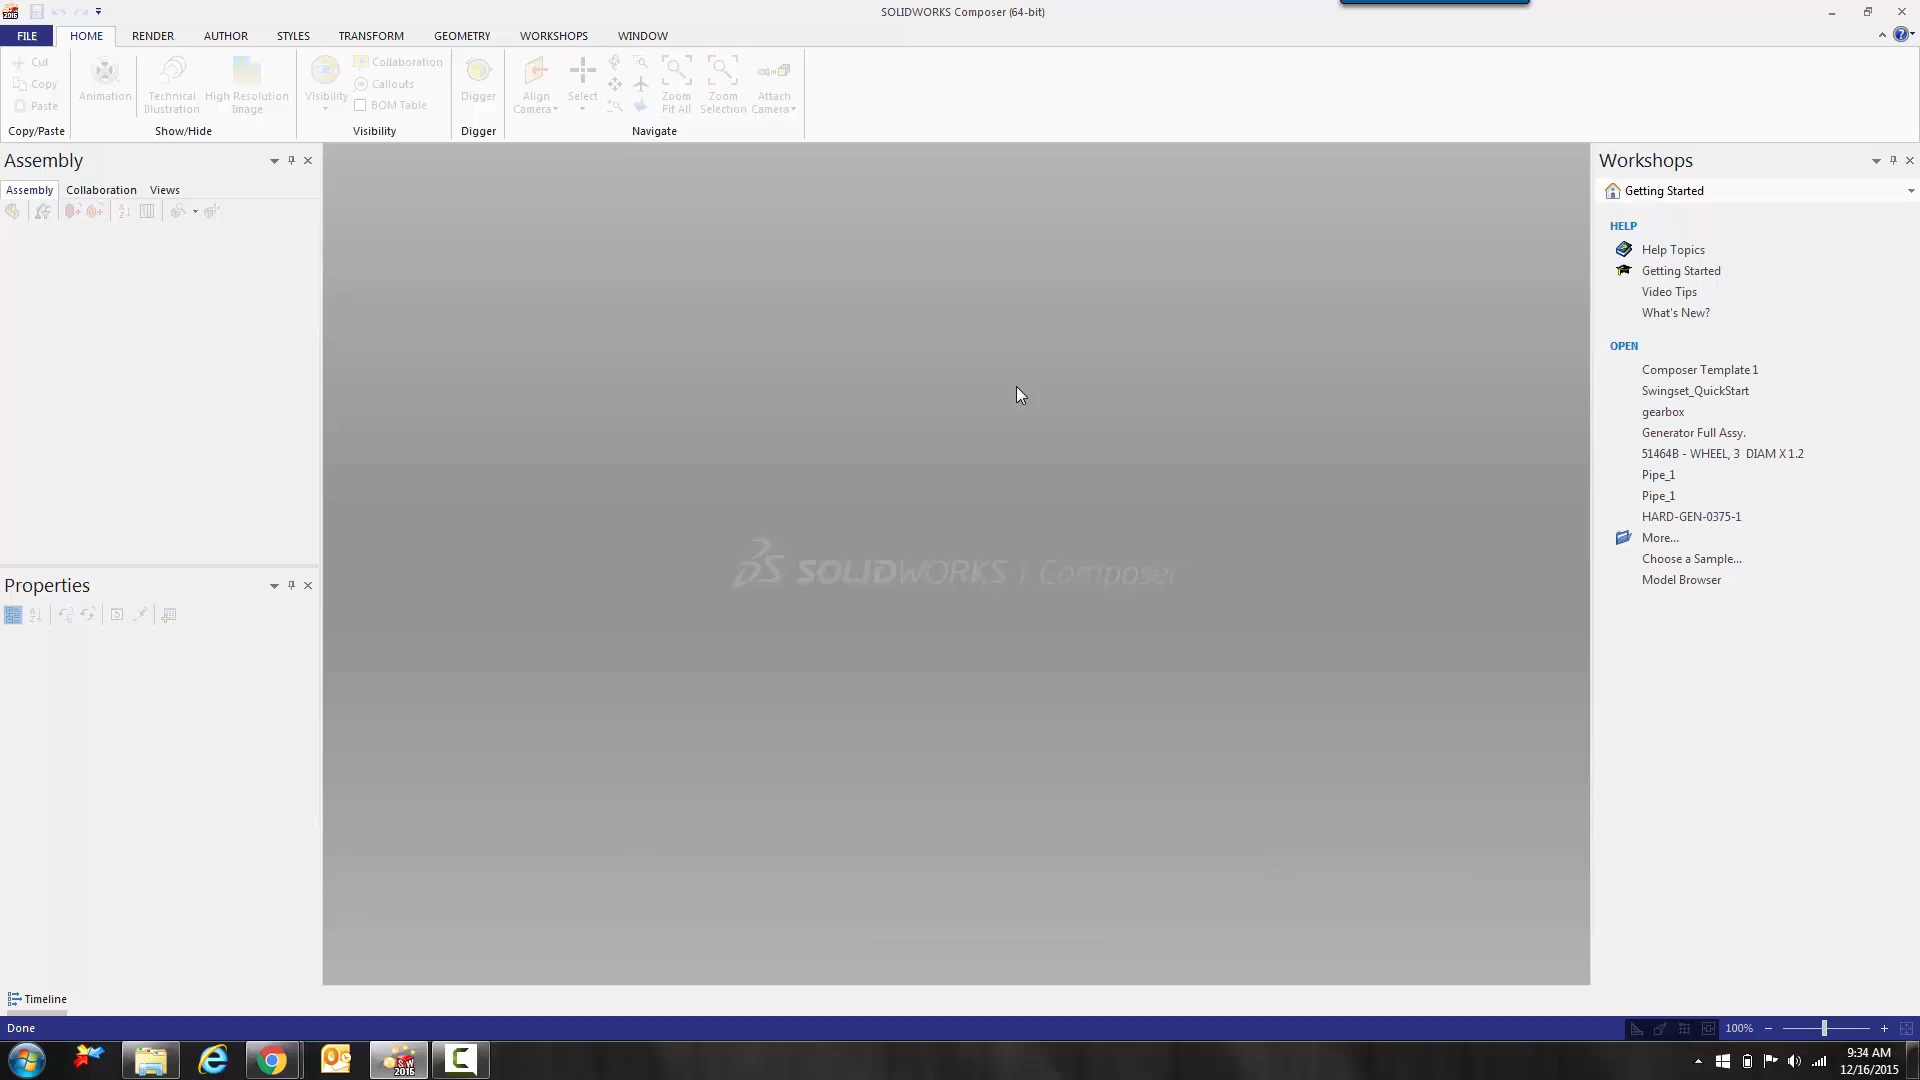 SOLIDWORKS Composer (64-bit)
FILE HOME RENDER AUTHOR STYLES TRANSFORM GEOMETRY WORKSHOPS WINDOW
Cut
Copy
Paste
Copy/Paste
Animation
Technical Illustration
High Resolution Image
Show/Hide
Visibility
Collaboration
Callouts
BOM Table
Visibility
Digger
Digger
Align Camera
Select
Zoom Fit All
Zoom Selection
Attach Camera
Navigate
Assembly
Assembly Collaboration Views
Properties
SOLIDWORKS | Composer
Workshops
Getting Started
HELP
Help Topics
Getting Started
Video Tips
What's New?
OPEN
Composer Template 1
Swingset_QuickStart
gearbox
Generator Full Assy.
51464B - WHEEL, 3 DIAM X 1.2
Pipe_1
Pipe_1
HARD-GEN-0375-1
More...
Choose a Sample...
Model Browser
Timeline
Done
100%
SW
2016
9:34 AM
12/16/2015